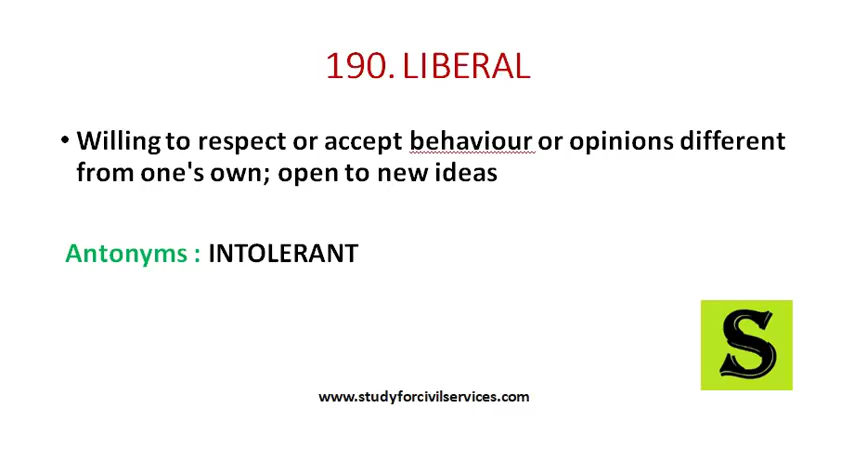 190. LIBERAL
• Willing to respect or accept behaviour or opinions different
from one's own; open to new ideas
Antonyms : INTOLERANT
S
www.studyforcivilservices.com